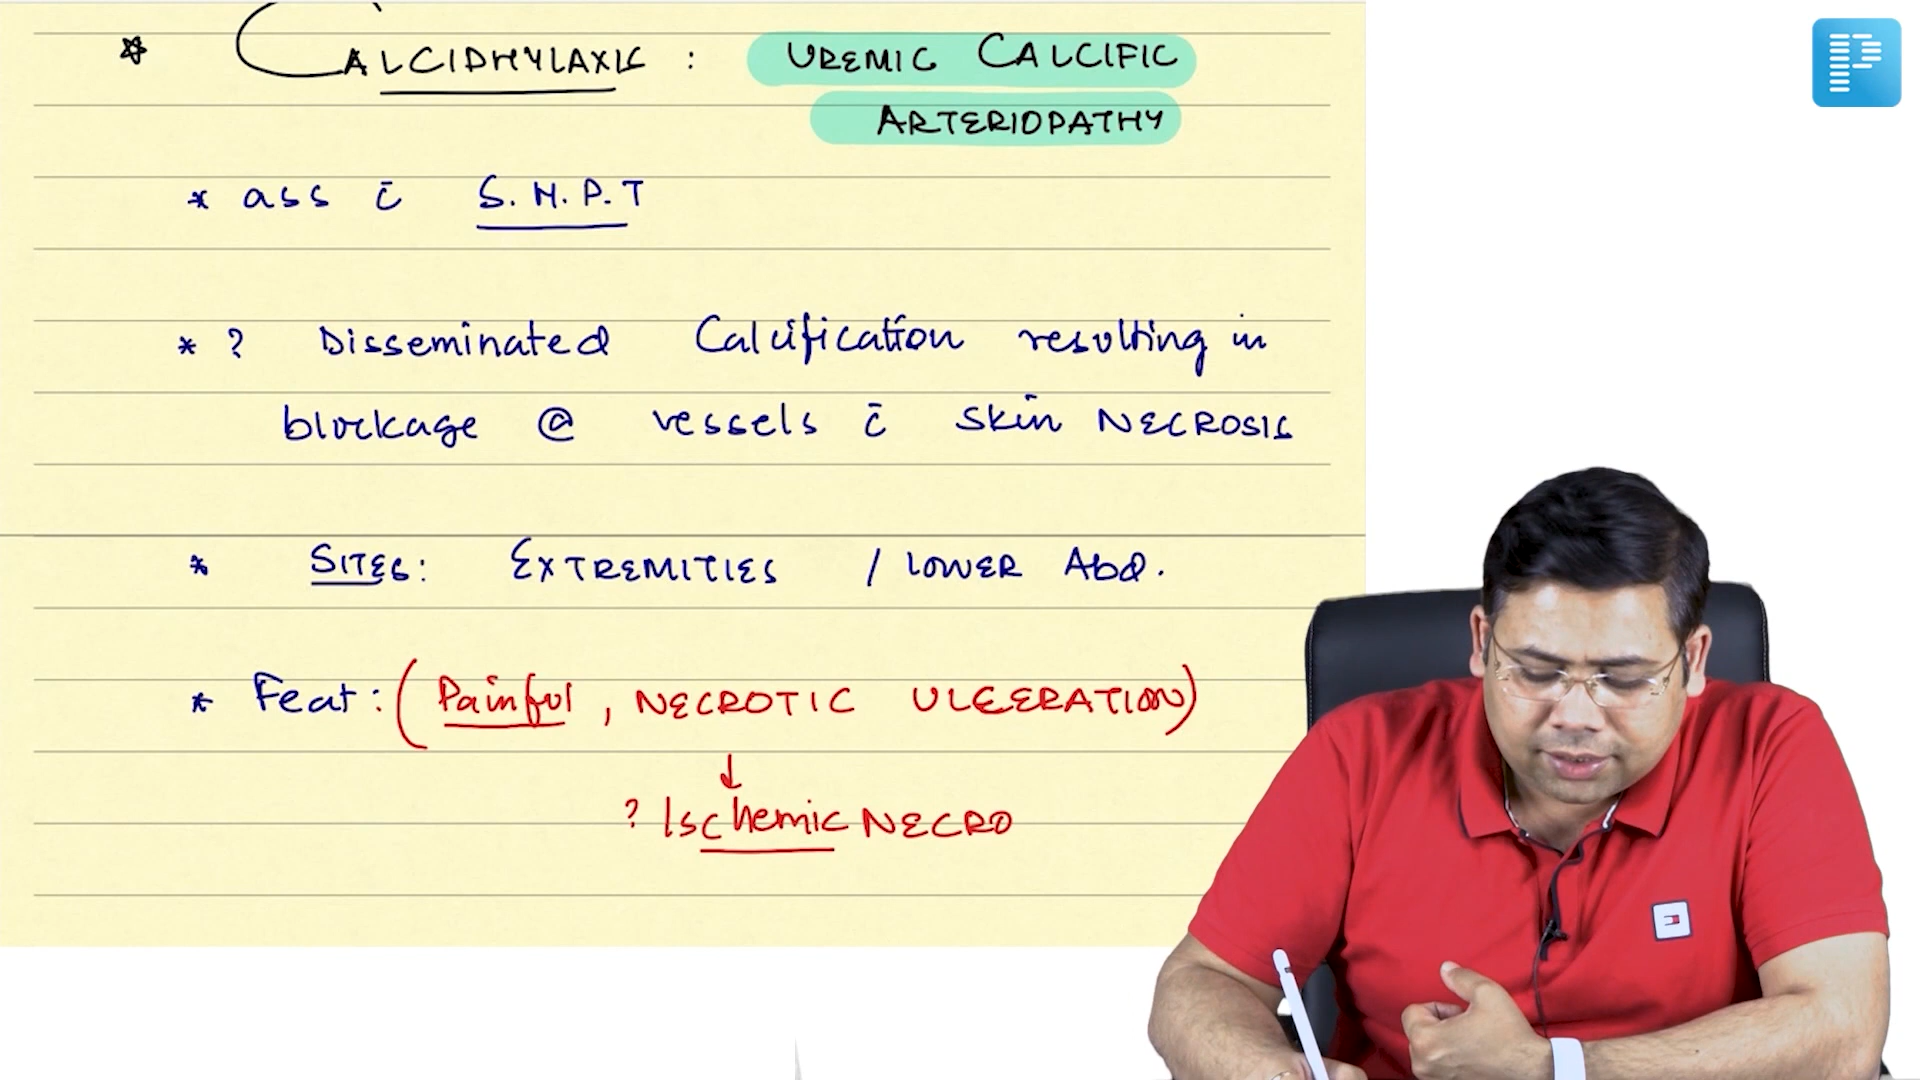 * CALCIPHYLAXIS : UREMIC CALCIFIC
ARTERIOPATHY
* ass c̄ S.H.P.T
* ? Disseminated Calcification resulting in
blockage @ vessels c̄ skin NECROSIS
* SITES: EXTREMITIES / LOWER Abd.
* Feat: (Painful, NECROTIC ULCERATION)
↓
? Ischemic NECRO
P